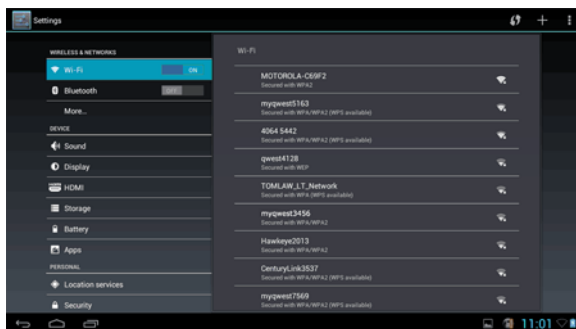 Settings
WIRELESS & NETWORKS
Wi-Fi ON
Bluetooth OFF
More...
DEVICE
Sound
Display
HDMI
Storage
Battery
Apps
PERSONAL
Location services
Security
Wi-Fi
MOTOROLA-C69F2
Secured with WPA2
myqwest5163
Secured with WPA/WPA2 (WPS available)
4064 5442
Secured with WPA/WPA2 (WPS available)
qwest4128
Secured with WEP
TOMLAW_LT_Network
Secured with WPA (WPS available)
myqwest3456
Secured with WPA/WPA2
Hawkeye2013
Secured with WPA/WPA2
CenturyLink3537
Secured with WPA/WPA2 (WPS available)
myqwest7569
Secured with WPA/WPA2 (WPS available)
11:01